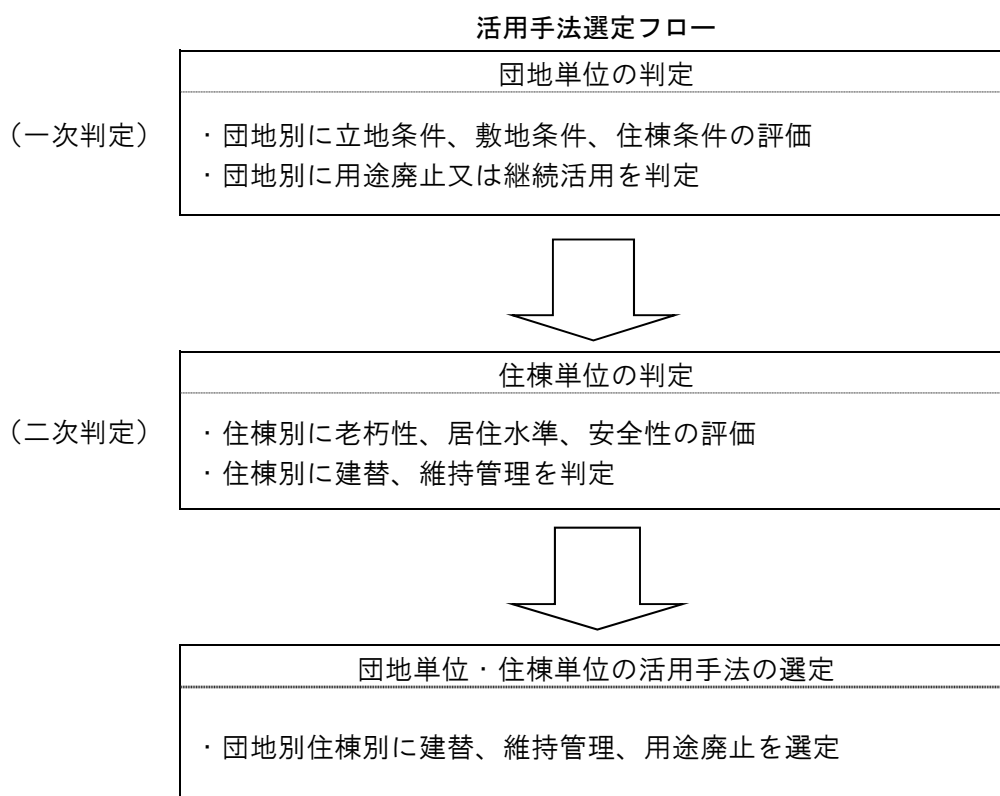 活用手法選定フロー
団地単位の判定
（一次判定）
・団地別に立地条件、敷地条件、住棟条件の評価
・団地別に用途廃止又は継続活用を判定
住棟単位の判定
（二次判定）
・住棟別に老朽性、居住水準、安全性の評価
・住棟別に建替、維持管理を判定
団地単位・住棟単位の活用手法の選定
・団地別住棟別に建替、維持管理、用途廃止を選定